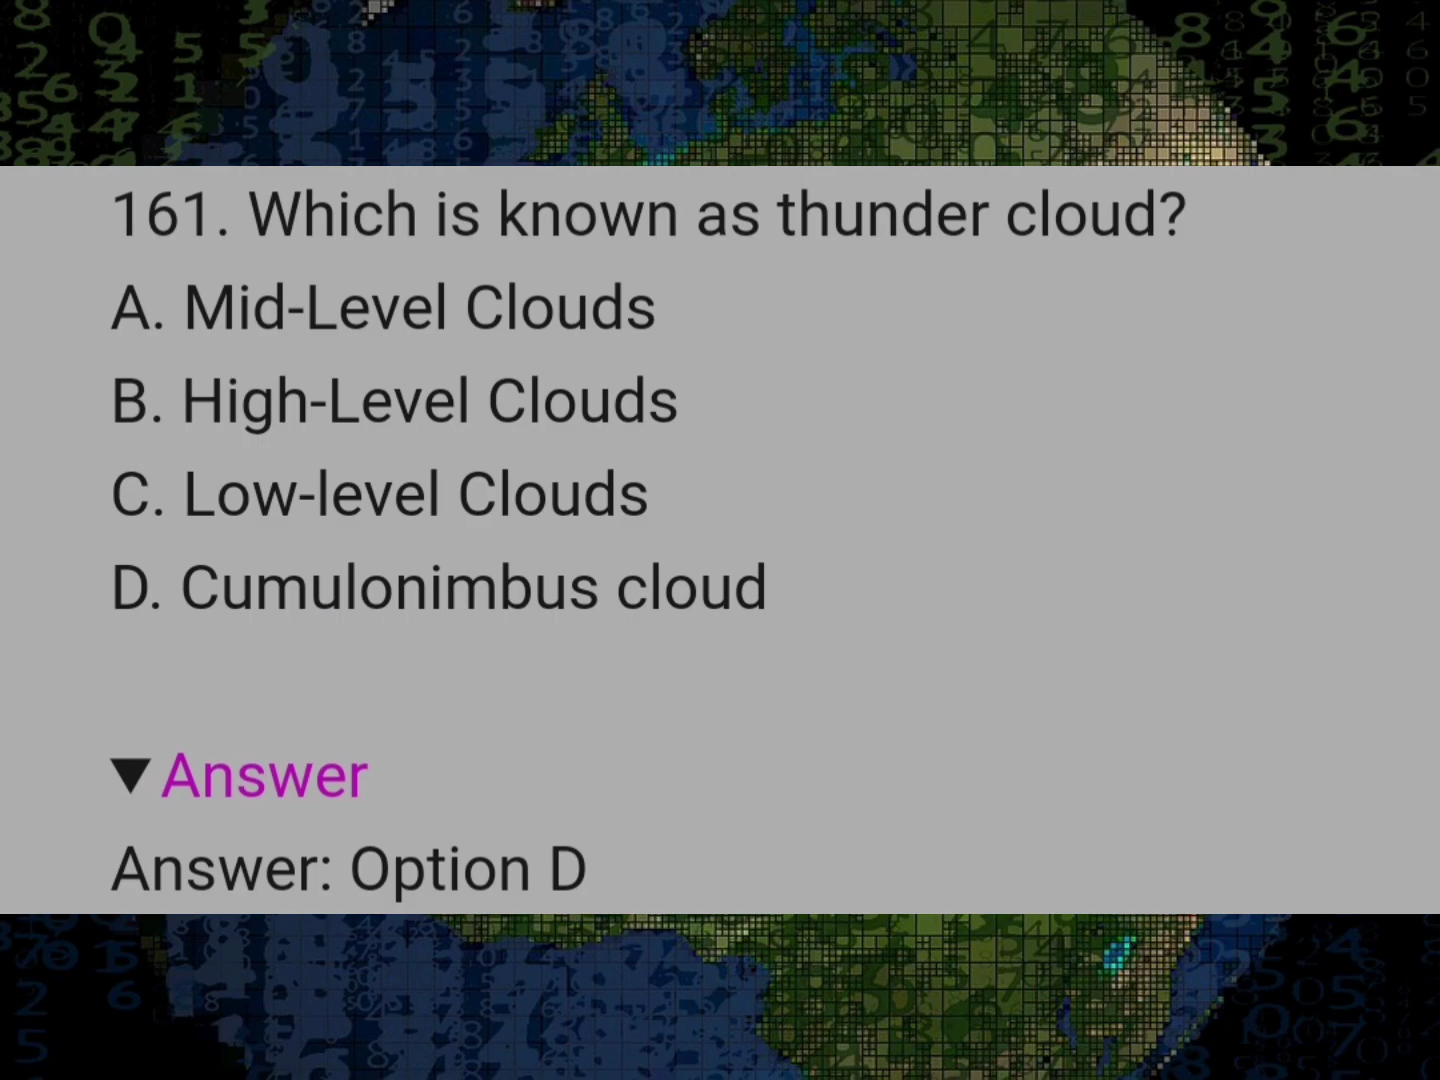 161. Which is known as thunder cloud?
A. Mid-Level Clouds
B. High-Level Clouds
C. Low-level Clouds
D. Cumulonimbus cloud
▼ Answer
Answer: Option D